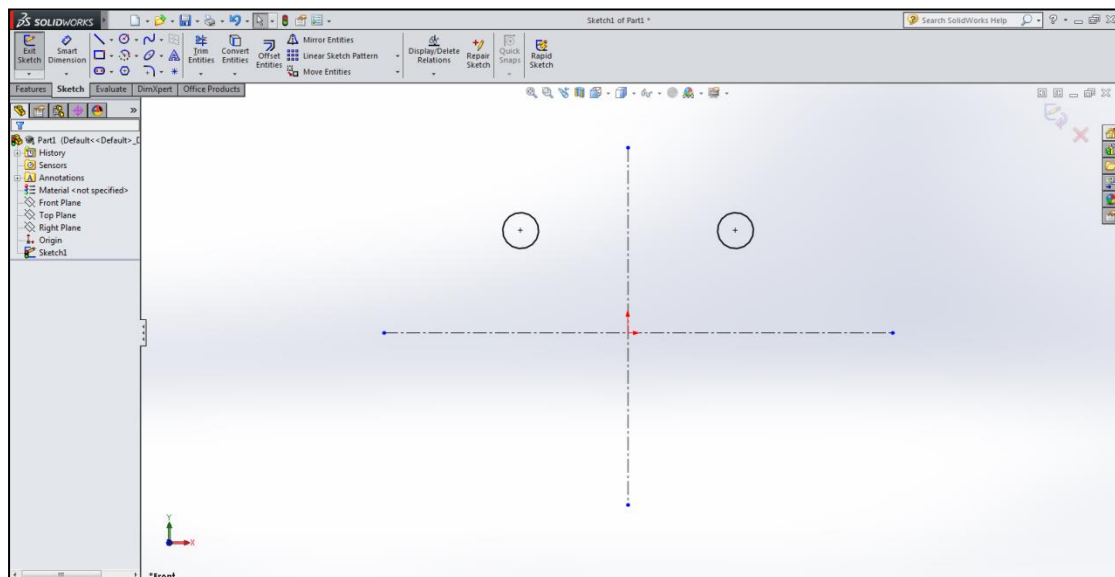 SOLIDWORKS
Sketch1 of Part1 *
Search SolidWorks Help
Exit Sketch
Smart Dimension
Trim Entities
Convert Entities
Offset Entities
Mirror Entities
Linear Sketch Pattern
Move Entities
Display/Delete Relations
Repair Sketch
Quick Snaps
Rapid Sketch
Features Sketch Evaluate DimXpert Office Products
Part1 (Default<<Default>_D
History
Sensors
Annotations
Material <not specified>
Front Plane
Top Plane
Right Plane
Origin
Sketch1
Y
X
*Front